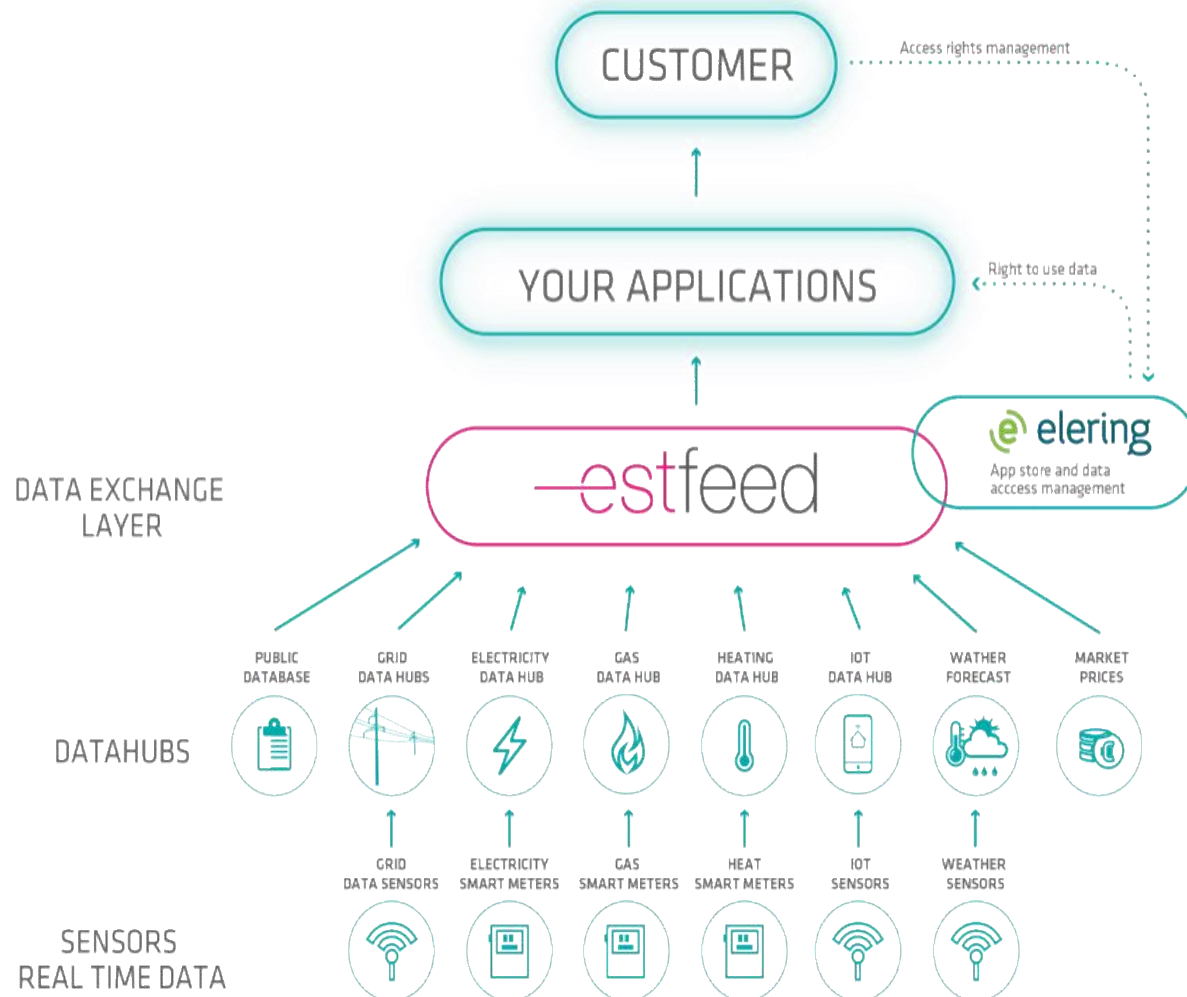 CUSTOMER
Access rights management
YOUR APPLICATIONS
Right to use data
e elering
App store and data
acccess management
estfeed
DATA EXCHANGE
LAYER
PUBLIC
DATABASE
GRID
DATA HUBS
ELECTRICITY
DATA HUB
GAS
DATA HUB
HEATING
DATA HUB
IOT
DATA HUB
WATHER
FORECAST
MARKET
PRICES
DATAHUBS
GRID
DATA SENSORS
ELECTRICITY
SMART METERS
GAS
SMART METERS
HEAT
SMART METERS
IOT
SENSORS
WEATHER
SENSORS
SENSORS
REAL TIME DATA